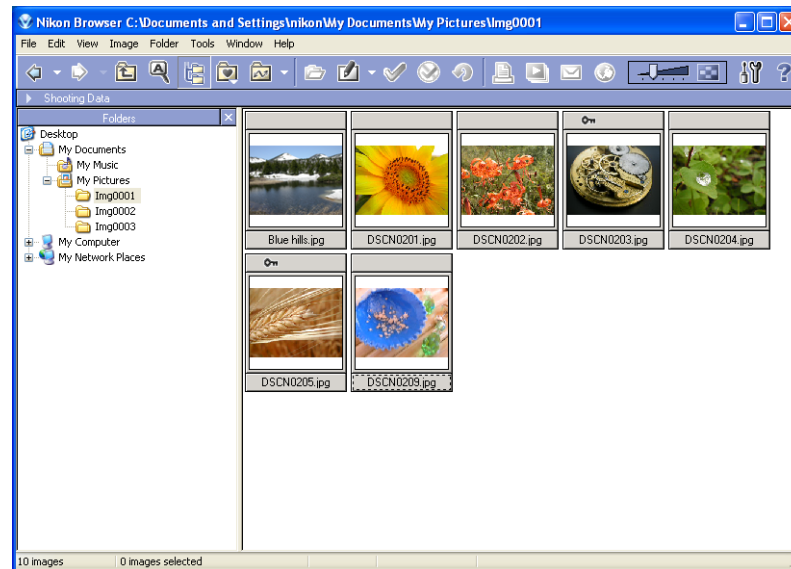 Nikon Browser C:\Documents and Settings\nikon\My Documents\My Pictures\Img0001
File Edit View Image Folder Tools Window Help
Shooting Data
Folders
Desktop
My Documents
My Music
My Pictures
Img0001
Img0002
Img0003
My Computer
My Network Places
Blue hills.jpg DSCN0201.jpg DSCN0202.jpg DSCN0203.jpg DSCN0204.jpg
DSCN0205.jpg DSCN0209.jpg
10 images 0 images selected